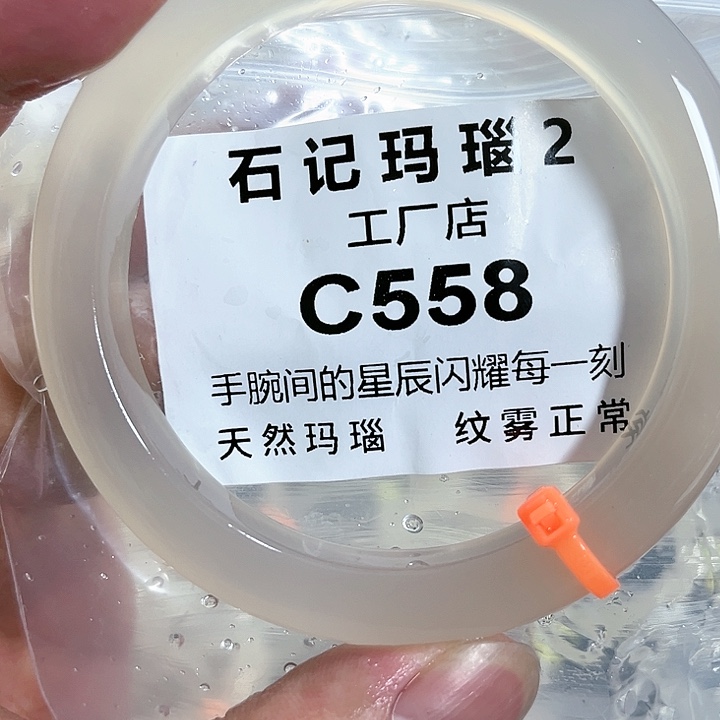 石记玛瑙2
工厂店
C558
手腕间的星辰闪耀每一刻
天然玛瑙 纹雾正常